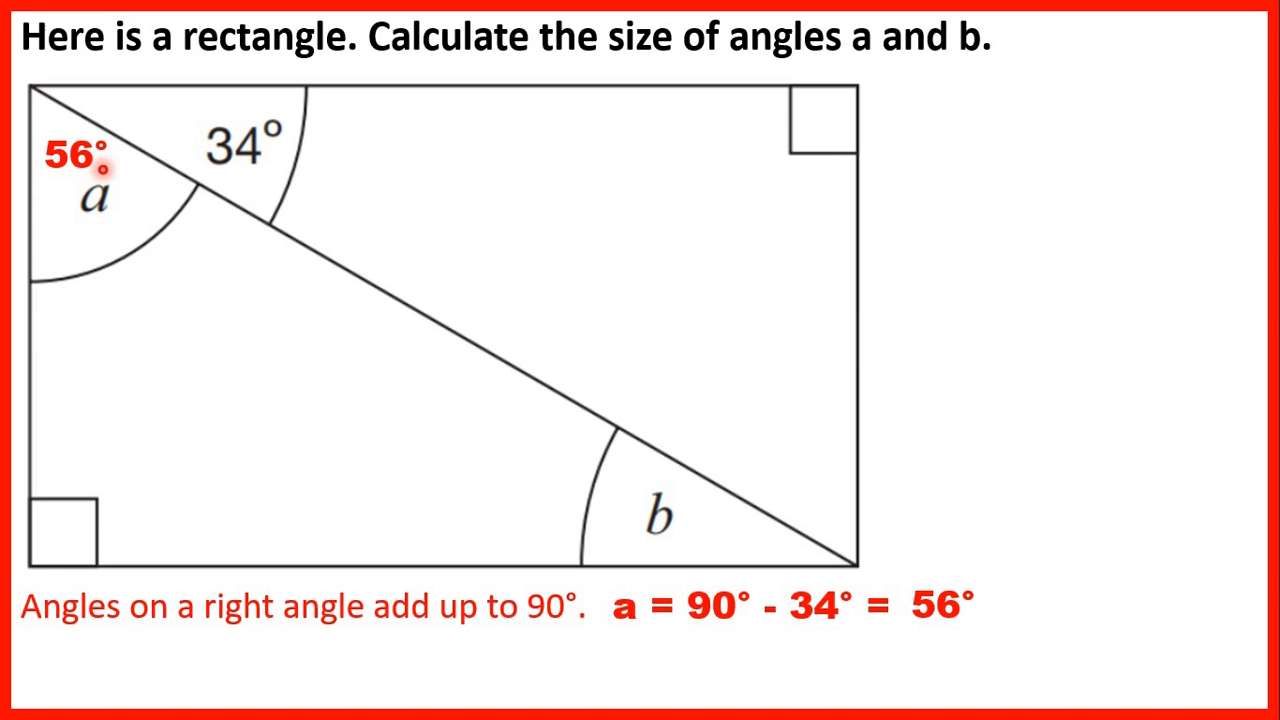 Here is a rectangle. Calculate the size of angles a and b.
34°
56°
a
b
Angles on a right angle add up to 90°. a = 90° - 34° = 56°